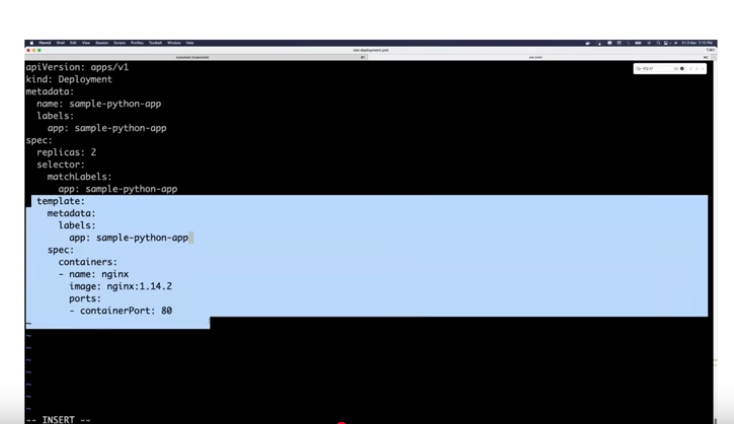 apiVersion: apps/v1
kind: Deployment
metadata:
  name: sample-python-app
  labels:
    app: sample-python-app
spec:
  replicas: 2
  selector:
    matchLabels:
      app: sample-python-app
  template:
    metadata:
      labels:
        app: sample-python-app
    spec:
      containers:
      - name: nginx
        image: nginx:1.14.2
        ports:
        - containerPort: 80
~
~
~
~
~
~
~
~
-- INSERT --